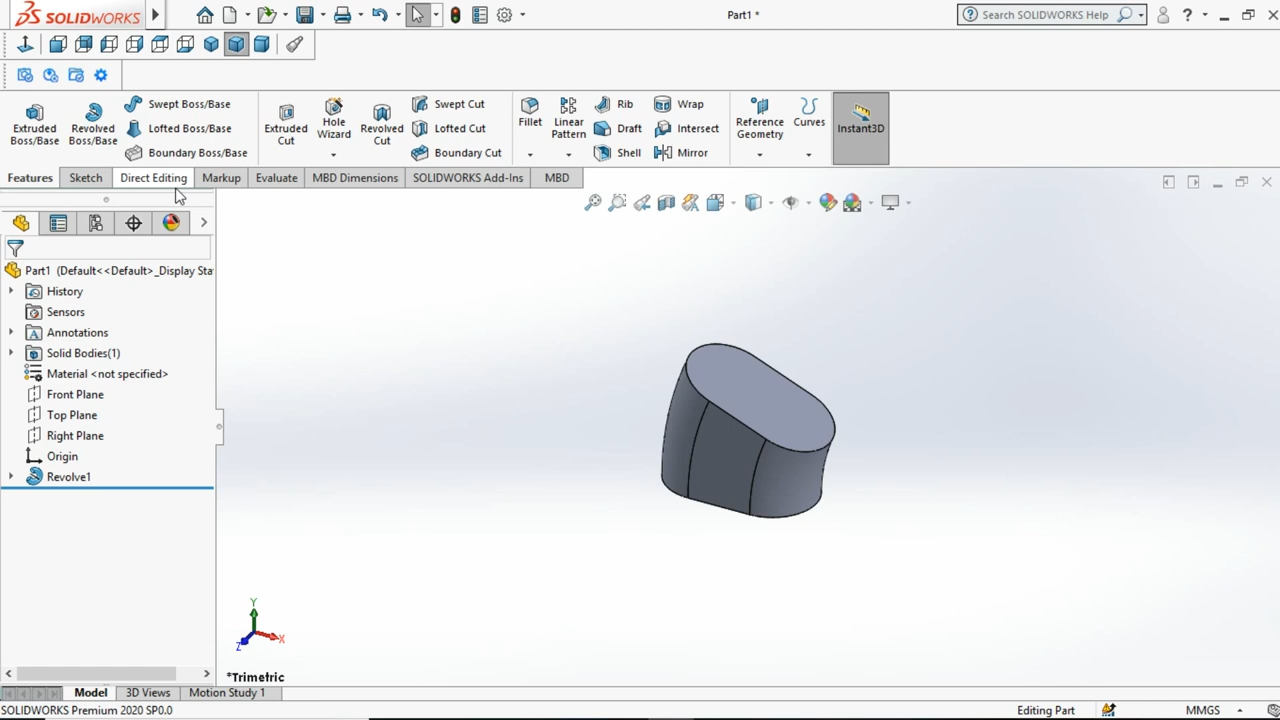 SOLIDWORKS
Part1 *
Search SOLIDWORKS Help
?
Extruded Boss/Base
Revolved Boss/Base
Swept Boss/Base
Lofted Boss/Base
Boundary Boss/Base
Extruded Cut
Hole Wizard
Revolved Cut
Swept Cut
Lofted Cut
Boundary Cut
Fillet
Linear Pattern
Rib
Draft
Shell
Wrap
Intersect
Mirror
Reference Geometry
Curves
Instant3D
Features
Sketch
Direct Editing
Markup
Evaluate
MBD Dimensions
SOLIDWORKS Add-Ins
MBD
Part1 (Default<<Default>_Display Sta
History
Sensors
Annotations
Solid Bodies(1)
Material <not specified>
Front Plane
Top Plane
Right Plane
Origin
Revolve1
Y
X
Z
*Trimetric
Model
3D Views
Motion Study 1
SOLIDWORKS Premium 2020 SP0.0
Editing Part
MMGS